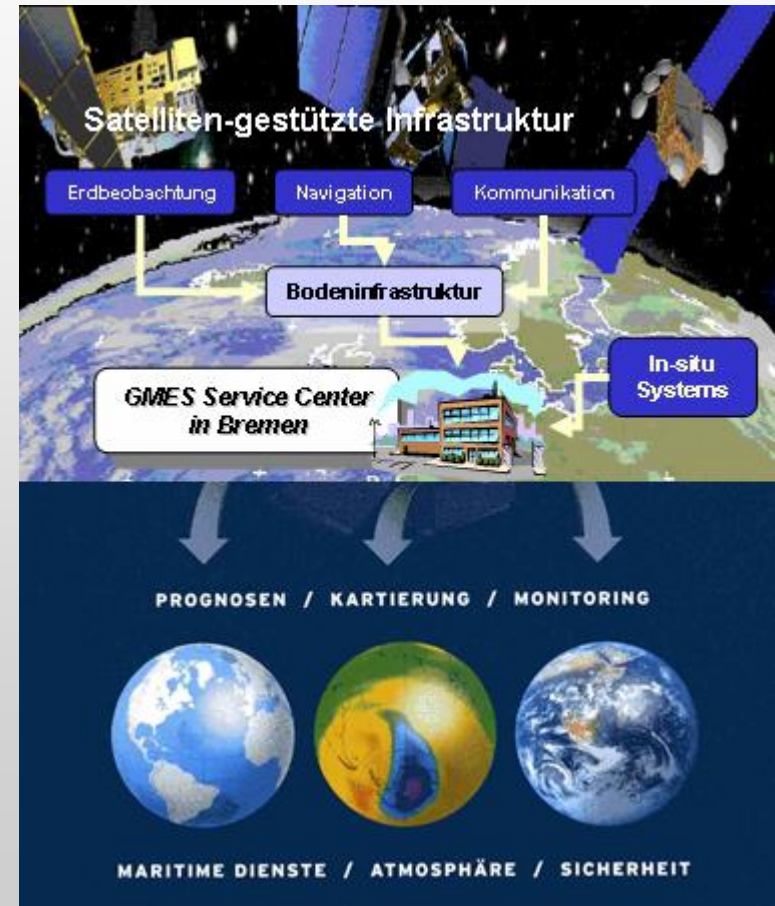 Satelliten-gestützte Infrastruktur
Erdbeobachtung
Navigation
Kommunikation
Bodeninfrastruktur
GMES Service Center
in Bremen
In-situ
Systems
PROGNOSEN / KARTIERUNG / MONITORING
MARITIME DIENSTE / ATMOSPHÄRE / SICHERHEIT